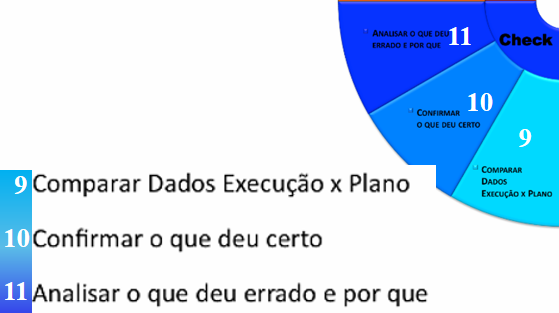 ANALISAR O QUE DEU
ERRADO E POR QUE
11
Check
CONFIRMAR
O QUE DEU CERTO
10
9
COMPARAR
DADOS
EXECUÇÃO X PLANO
9 Comparar Dados Execução x Plano
10 Confirmar o que deu certo
11 Analisar o que deu errado e por que